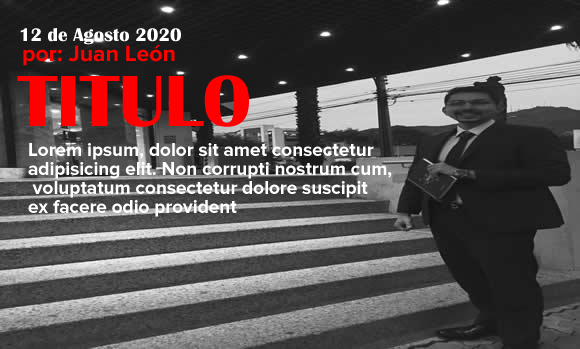 12 de Agosto 2020
por: Juan León
TITULO
Lorem ipsum, dolor sit amet consectetur
adipisicing elit. Non corrupti nostrum cum,
voluptatum consectetur dolore suscipit
ex facere odio provident